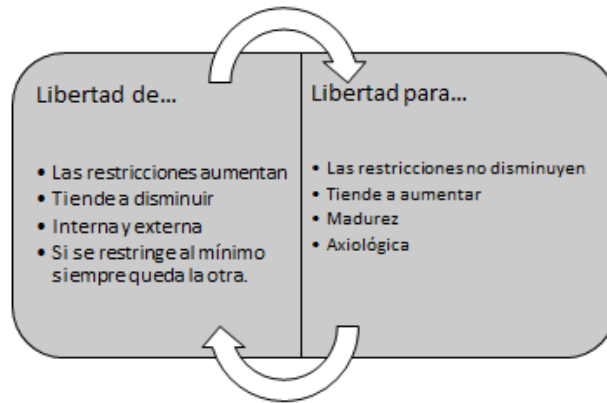 Libertad de...
• Las restricciones aumentan
• Tiende a disminuir
• Interna y externa
• Si se restringe al mínimo
siempre queda la otra.
Libertad para...
• Las restricciones no disminuyen
• Tiende a aumentar
• Madurez
• Axiológica